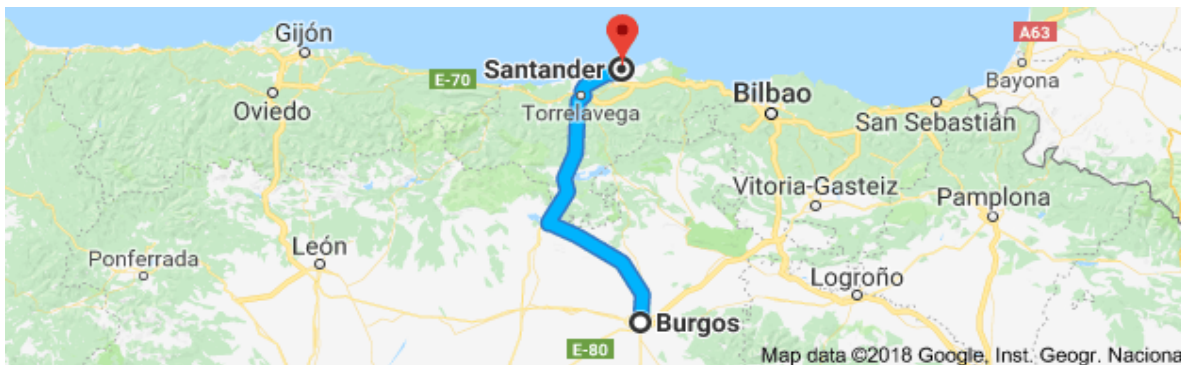 Gijón
A63
Santander
E-70
Bayona
Oviedo
Torrelavega
Bilbao
San Sebastián
Vitoria-Gasteiz
Pamplona
León
Ponferrada
Logroño
Burgos
E-80
Map data ©2018 Google, Inst. Geogr. Naciona